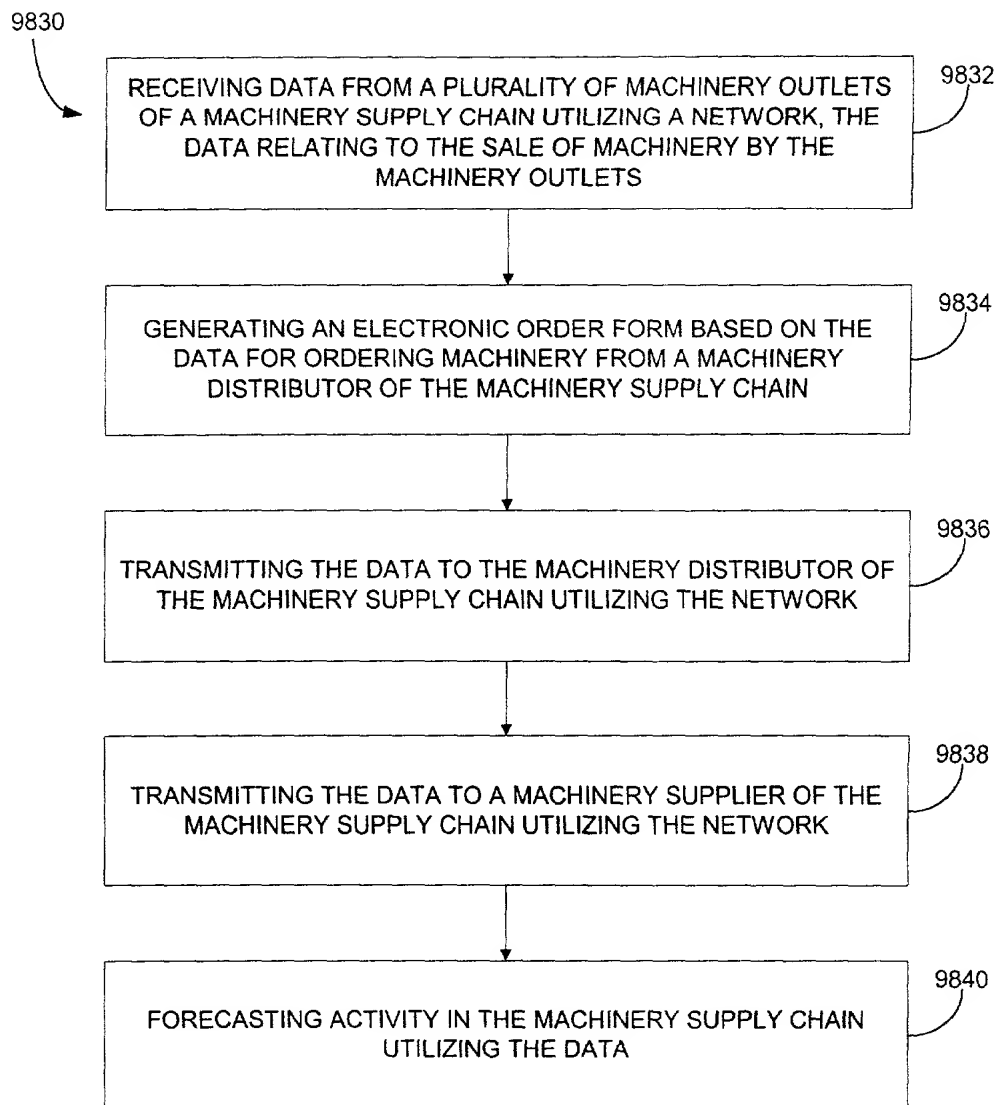 9830
RECEIVING DATA FROM A PLURALITY OF MACHINERY OUTLETS
OF A MACHINERY SUPPLY CHAIN UTILIZING A NETWORK, THE
DATA RELATING TO THE SALE OF MACHINERY BY THE
MACHINERY OUTLETS
9832
GENERATING AN ELECTRONIC ORDER FORM BASED ON THE
DATA FOR ORDERING MACHINERY FROM A MACHINERY
DISTRIBUTOR OF THE MACHINERY SUPPLY CHAIN
9834
TRANSMITTING THE DATA TO THE MACHINERY DISTRIBUTOR OF
THE MACHINERY SUPPLY CHAIN UTILIZING THE NETWORK
9836
TRANSMITTING THE DATA TO A MACHINERY SUPPLIER OF THE
MACHINERY SUPPLY CHAIN UTILIZING THE NETWORK
9838
FORECASTING ACTIVITY IN THE MACHINERY SUPPLY CHAIN
UTILIZING THE DATA
9840